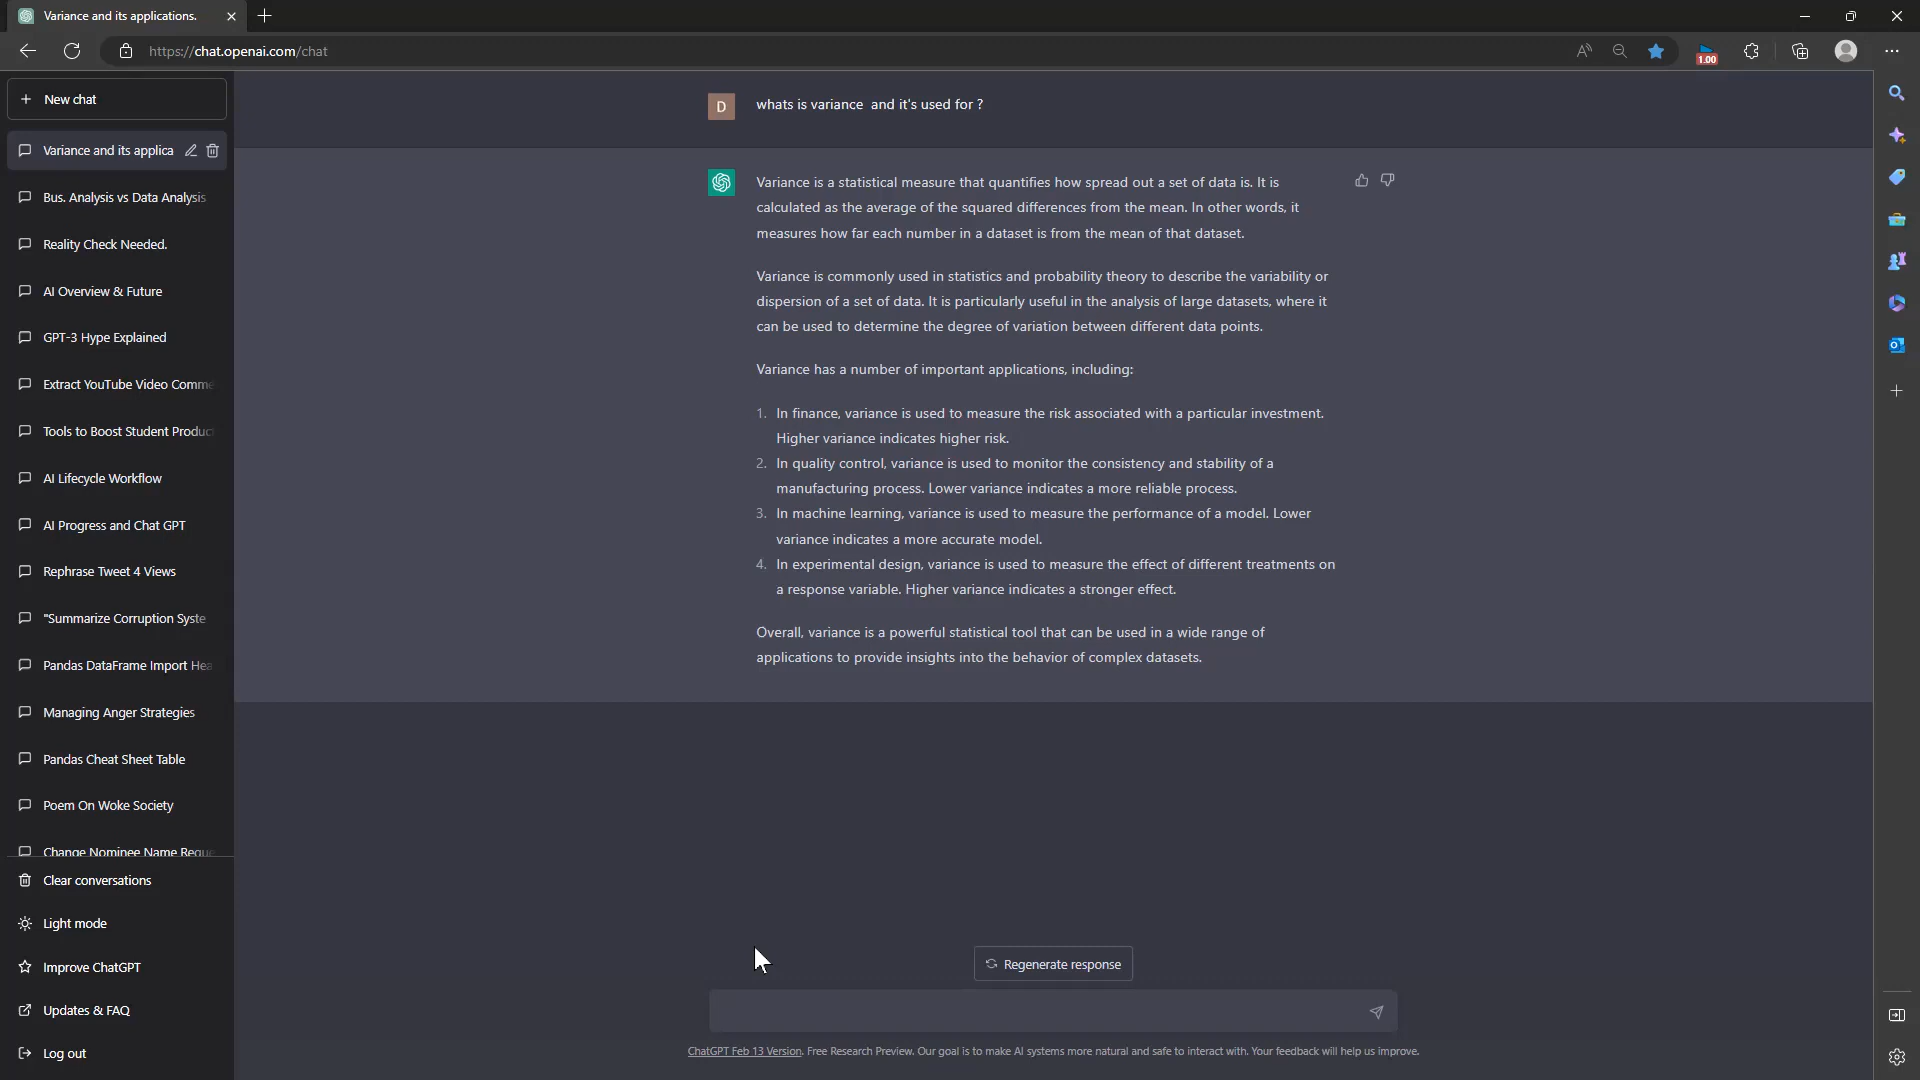 Variance and its applications.
https://chat.openai.com/chat
1.00
New chat
D
whats is variance  and it's used for ?
Variance and its applica
Bus. Analysis vs Data Analysis
Reality Check Needed.
AI Overview & Future
GPT-3 Hype Explained
Extract YouTube Video Comme
Tools to Boost Student Produc
AI Lifecycle Workflow
AI Progress and Chat GPT
Rephrase Tweet 4 Views
"Summarize Corruption Syste
Pandas DataFrame Import Hea
Managing Anger Strategies
Pandas Cheat Sheet Table
Poem On Woke Society
Change Nominee Name Reque
Clear conversations
Light mode
Improve ChatGPT
Updates & FAQ
Log out
Variance is a statistical measure that quantifies how spread out a set of data is. It is
calculated as the average of the squared differences from the mean. In other words, it
measures how far each number in a dataset is from the mean of that dataset.
Variance is commonly used in statistics and probability theory to describe the variability or
dispersion of a set of data. It is particularly useful in the analysis of large datasets, where it
can be used to determine the degree of variation between different data points.
Variance has a number of important applications, including:
1. In finance, variance is used to measure the risk associated with a particular investment.
Higher variance indicates higher risk.
2. In quality control, variance is used to monitor the consistency and stability of a
manufacturing process. Lower variance indicates a more reliable process.
3. In machine learning, variance is used to measure the performance of a model. Lower
variance indicates a more accurate model.
4. In experimental design, variance is used to measure the effect of different treatments on
a response variable. Higher variance indicates a stronger effect.
Overall, variance is a powerful statistical tool that can be used in a wide range of
applications to provide insights into the behavior of complex datasets.
Regenerate response
ChatGPT Feb 13 Version. Free Research Preview. Our goal is to make AI systems more natural and safe to interact with. Your feedback will help us improve.